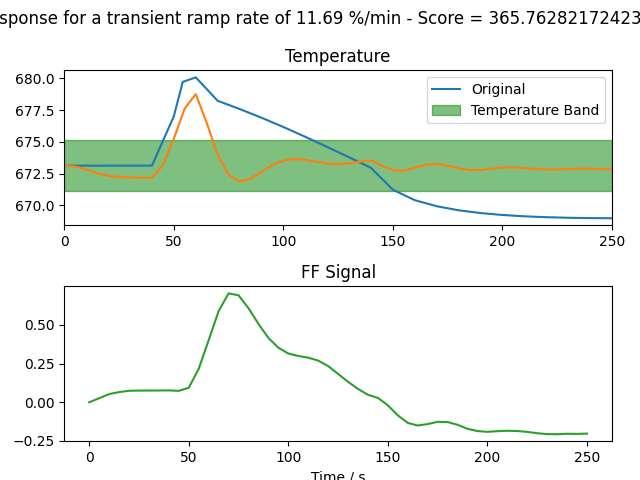 sponse for a transient ramp rate of 11.69 %/min - Score = 365.76282172423
Temperature
680.0
677.5
675.0
672.5
670.0
Original
Temperature Band
0 50 100 150 200 250
FF Signal
0.50
0.25
0.00
−0.25
0 50 100 150 200 250
Time / s